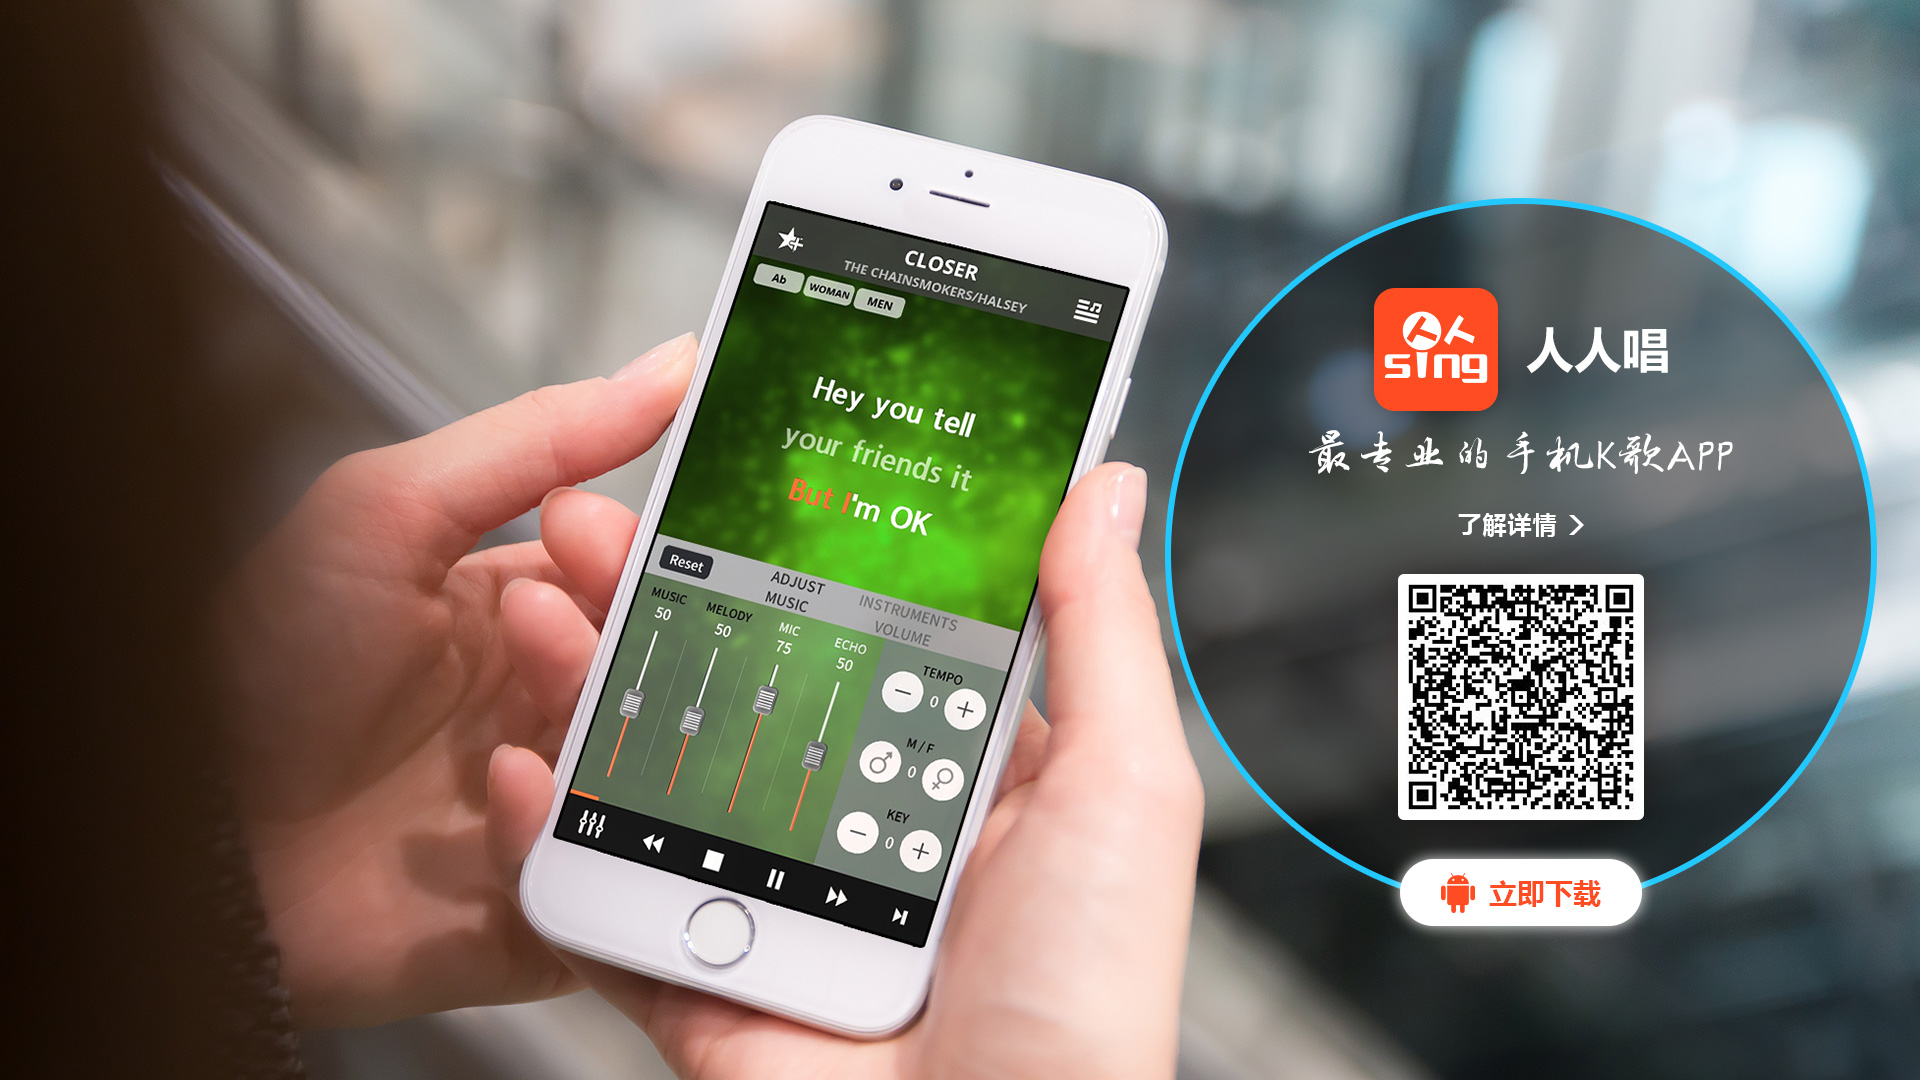 CLOSER
THE CHAINSMOKERS/HALSEY
Ab
WOMAN
MEN
Hey you tell
your friends it
But I'm OK
Reset
ADJUST
MUSIC
INSTRUMENTS
VOLUME
MUSIC
50
MELODY
50
MIC
75
ECHO
50
TEMPO
0
M / F
0
KEY
0
人人
sing
人人唱
最专业的手机K歌APP
了解详情
立即下载